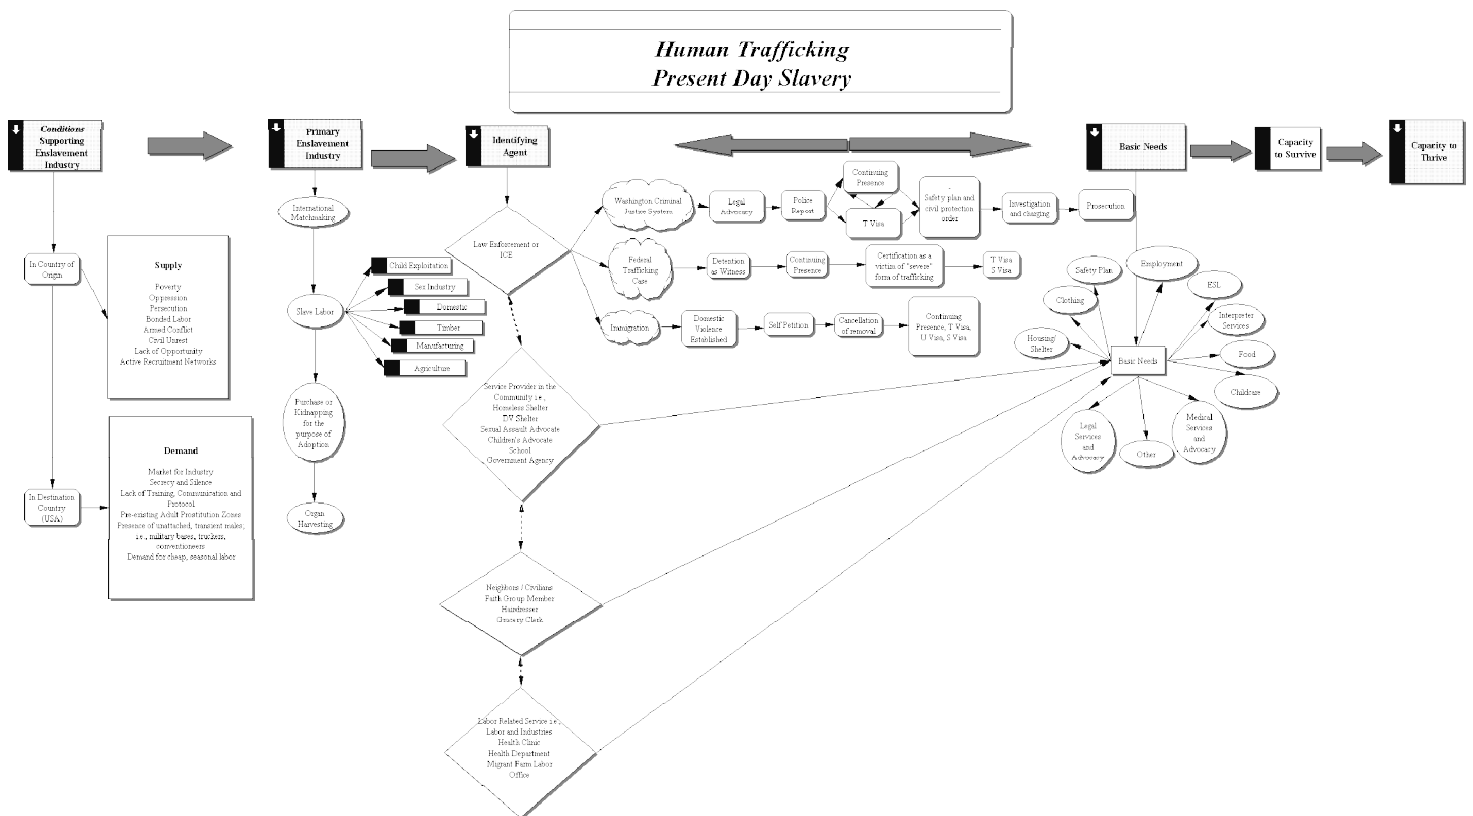 Human Trafficking
Present Day Slavery
Conditions
Supporting
Enslavement
Industry
Primary
Enslavement
Industry
Identifying
Agent
Basic Needs
Capacity
to Survive
Capacity to
Thrive
In Country of
Origin
Supply
Poverty
Oppression
Persecution
Bonded Labor
Armed Conflict
Civil Unrest
Lack of Opportunity
Active Recruitment Networks
In Destination
Country
(USA)
Demand
Market for Industry
Secrecy and Silence
Lack of Training, Communication and
Protocol
Pre-existing Adult Prostitution Zones
Presence of unattached, transient males,
i.e., military bases, truckers,
conventioneers
Demand for cheap, seasonal labor
International
Matchmaking
Slave Labor
Child Exploitation
Sex Industry
Domestic
Timber
Manufacturing
Agriculture
Purchase or
Kidnapping
for the
purpose of
Adoption
Organ
Harvesting
Law Enforcement or
ICE
Service Provider in the
Community i.e.,
Homeless Shelter
DV Shelter
Sexual Assault Advocate
Children's Advocate
School
Government Agency
Neighbors / Civilians
Faith Group Member
Hairdresser
Grocery Clerk
Labor Related Service i.e.,
Labor and Industries
Health Clinic
Health Department
Migrant Farm Labor
Office
Washington Criminal
Justice System
Legal
Advocacy
Police
Report
Continuing
Presence
T Visa
Safety plan and
civil protection
order
Investigation
and charging
Prosecution
Federal
Trafficking
Case
Detention
as Witness
Continuing
Presence
Certification as a
victim of "severe"
form of trafficking
T Visa
S Visa
Immigration
Domestic
Violence
Established
Self Petition
Cancellation
of removal
Continuing
Presence, T Visa,
U Visa, S Visa
Safety Plan
Employment
ESL
Clothing
Interpreter
Services
Housing/
Shelter
Basic Needs
Food
Childcare
Legal
Services
and
Advocacy
Other
Medical
Services
and
Advocacy